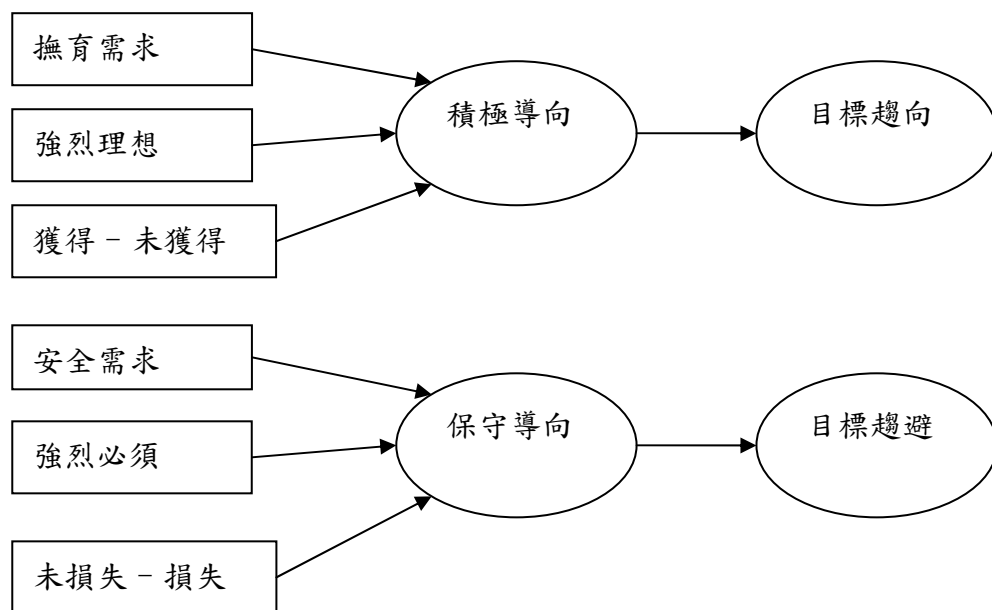 撫育需求
強烈理想
獲得－未獲得
積極導向
目標趨向
安全需求
強烈必須
未損失－損失
保守導向
目標趨避